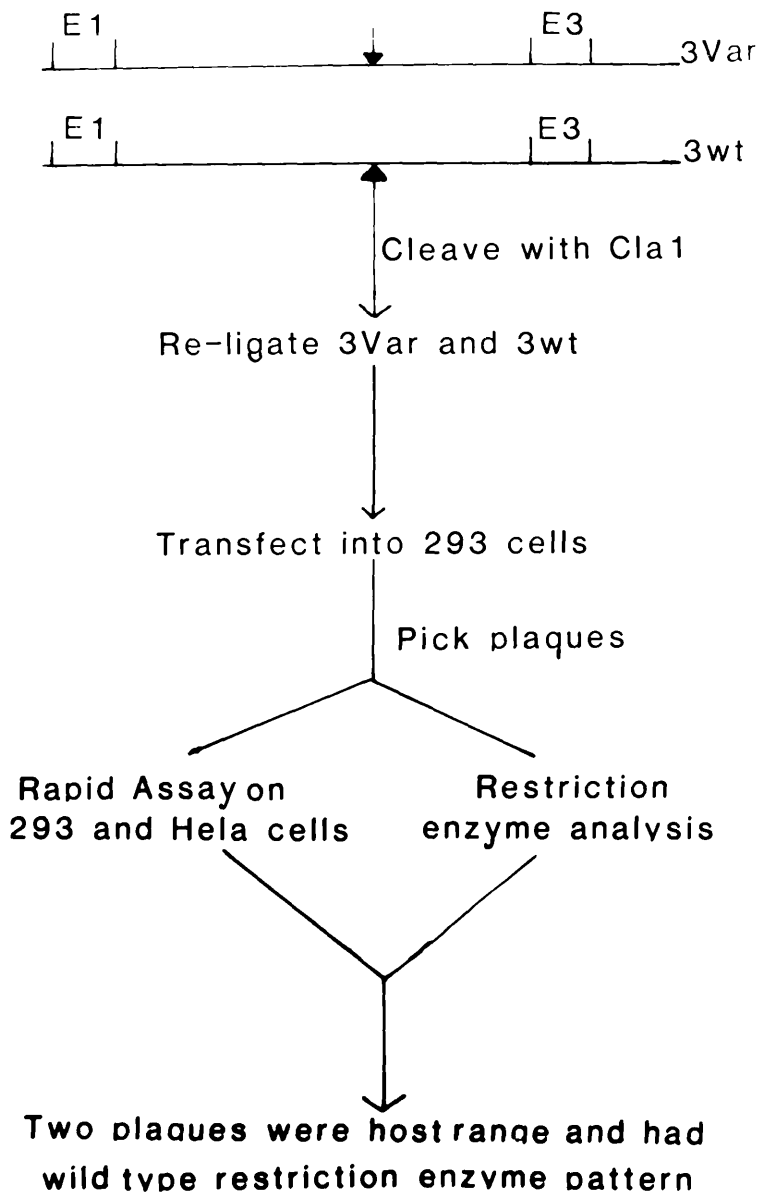 E1 E3 3Var
E1 E3 3wt
Cleave with Cla1
Re-ligate 3Var and 3wt
Transfect into 293 cells
Pick plaques
Rapid Assay on
293 and Hela cells
Restriction
enzyme analysis
Two plaques were host range and had
wild type restriction enzyme pattern